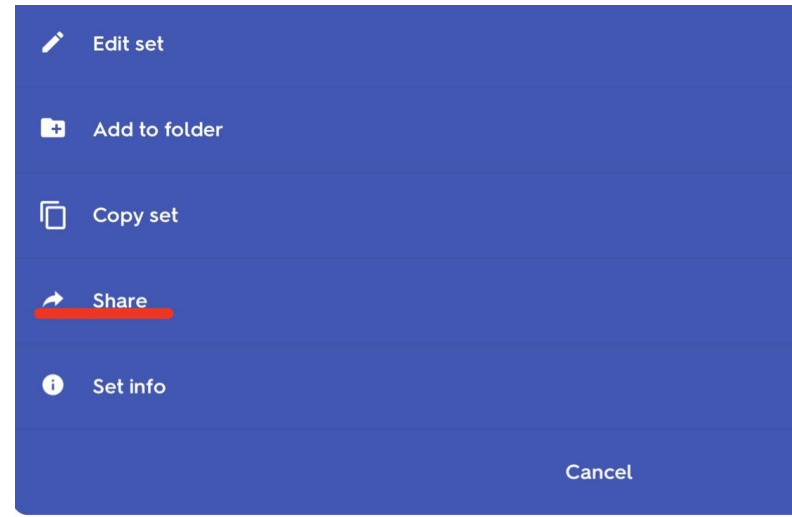 Edit set
Add to folder
Copy set
Share
Set info
Cancel